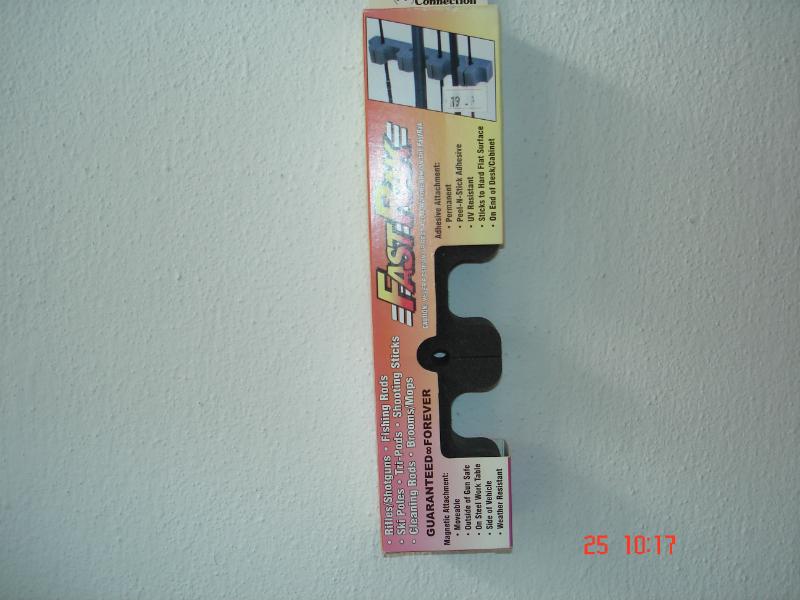 Connection
• Rifles/Shotguns • Fishing Rods
• Ski Poles • Tri-Pods • Shooting Sticks
• Cleaning Rods • Brooms/Mops
GUARANTEED∞FOREVER
FAST-RACK
Magnetic Attachment:
• Moveable
• Outside of Gun Safe
• On Steel Work Table
• Side of Vehicle
• Weather Resistant
Adhesive Attachment:
• Permanent
• Peel-N-Stick Adhesive
• UV Resistant
• Sticks to Hard Flat Surface
• On End of Desk/Cabinet
25 10:17